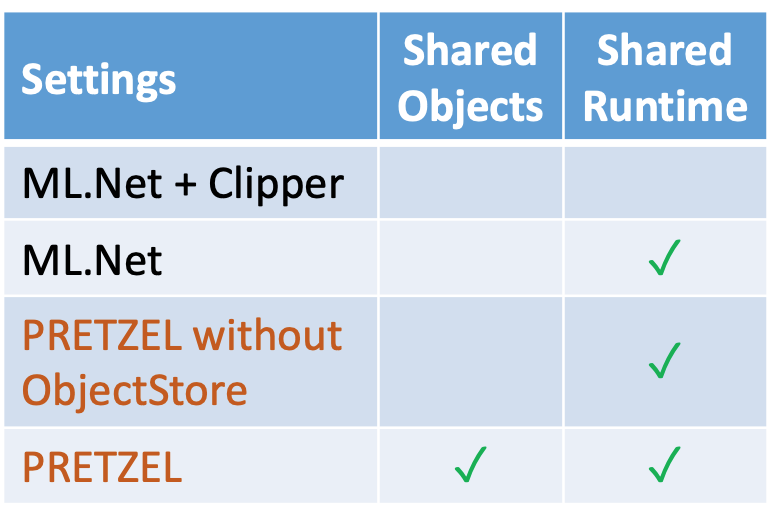 Settings
Shared
Objects
Shared
Runtime
ML.Net + Clipper
ML.Net
✓
PRETZEL without
ObjectStore
✓
PRETZEL
✓
✓